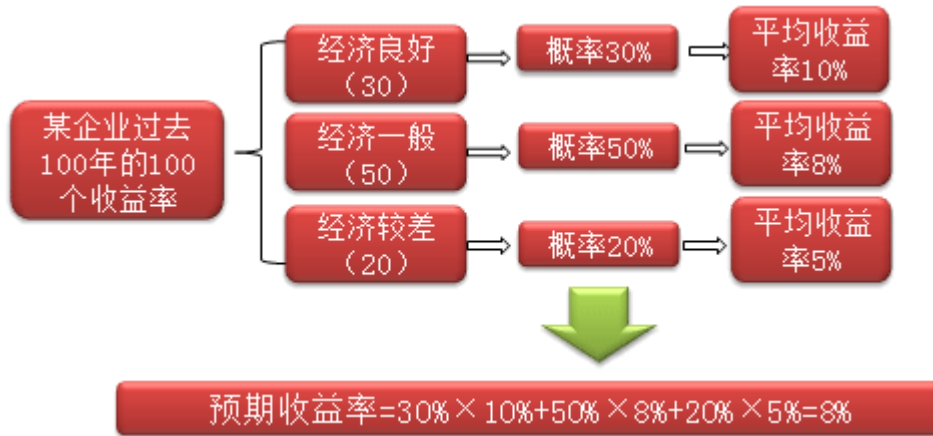 某企业过去
100年的100
个收益率
经济良好
（30）
概率30%
平均收益
率10%
经济一般
（50）
概率50%
平均收益
率8%
经济较差
（20）
概率20%
平均收益
率5%
预期收益率=30%×10%+50%×8%+20%×5%=8%